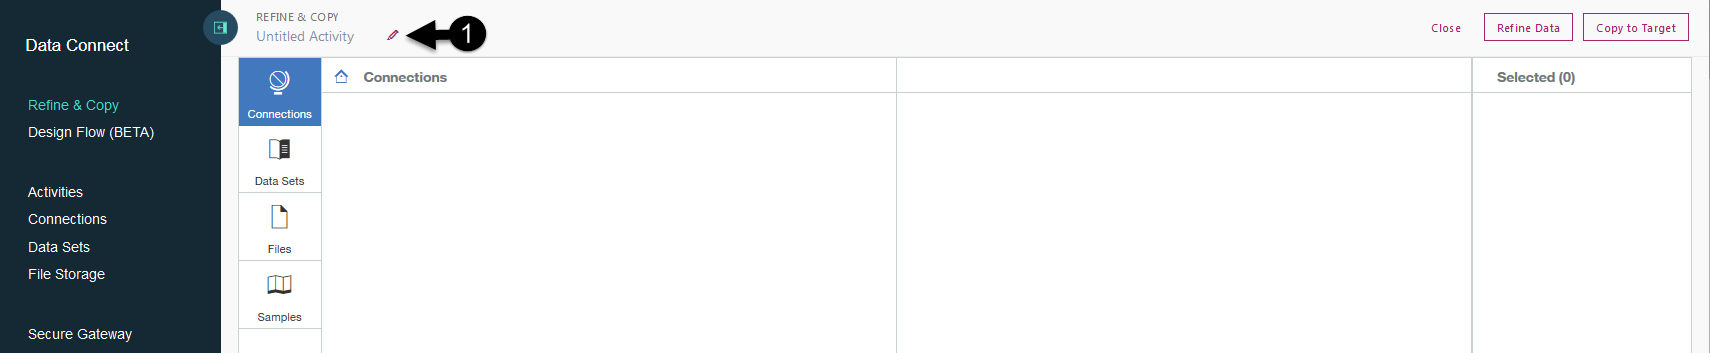 Data Connect
Refine & Copy
Design Flow (BETA)
Activities
Connections
Data Sets
File Storage
Secure Gateway
REFINE & COPY
Untitled Activity
1
Close
Refine Data
Copy to Target
Connections
Data Sets
Files
Samples
Connections
Selected (0)